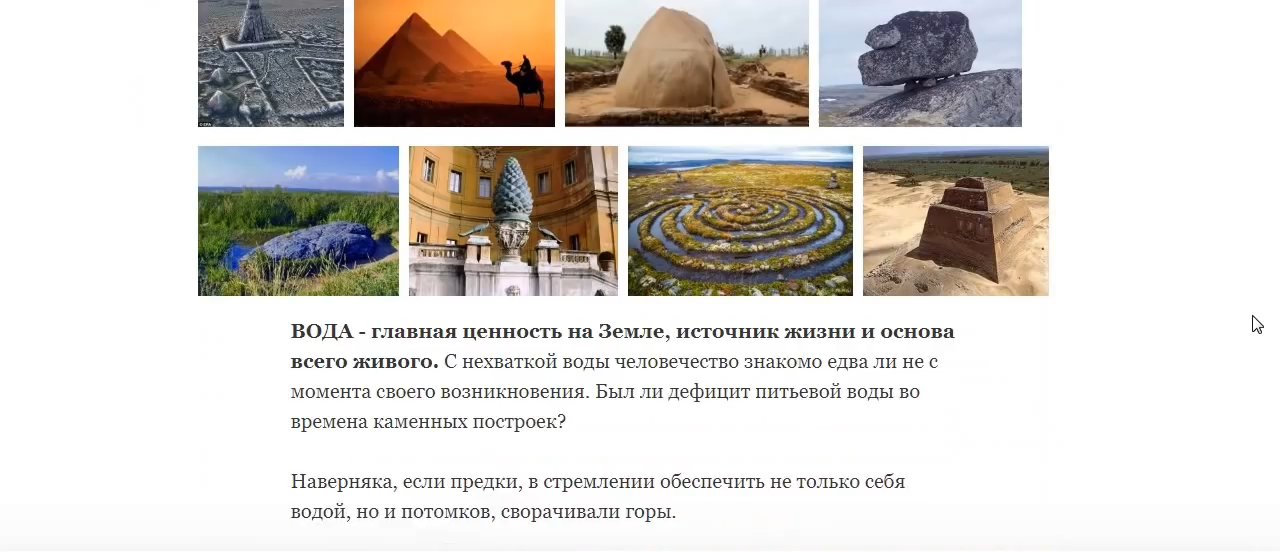 ВОДА - главная ценность на Земле, источник жизни и основа
всего живого. С нехваткой воды человечество знакомо едва ли не с
момента своего возникновения. Был ли дефицит питьевой воды во
времена каменных построек?
Наверняка, если предки, в стремлении обеспечить не только себя
водой, но и потомков, сворачивали горы.